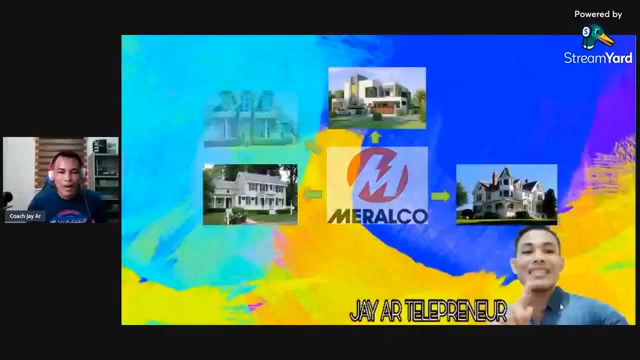 Powered by
StreamYard
MERALCO
Coach Jay Ar
JAY AR TELEPRENEUR